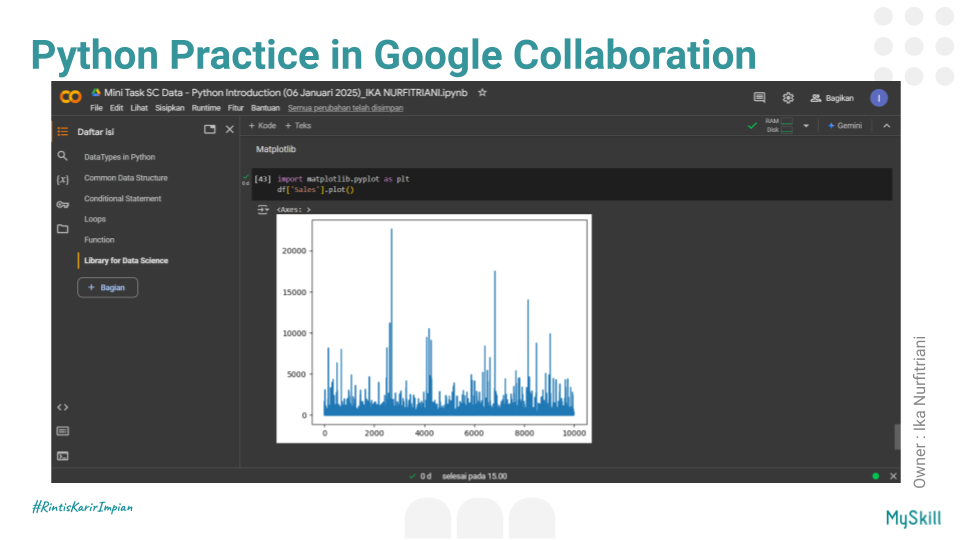 Python Practice in Google Collaboration
Mini Task SC Data - Python Introduction (06 Januari 2025)_IKA NURFITRIANI.ipynb
File Edit Lihat Sisipkan Runtime Fitur Bantuan Semua perubahan telah disimpan
Bagikan
I
Daftar isi
+ Kode + Teks
RAM
Disk
Gemini
DataTypes in Python
Common Data Structure
Conditional Statement
Loops
Function
Library for Data Science
+ Bagian
Matplotlib
0 d
[43] import matplotlib.pyplot as plt
df['Sales'].plot()
<Axes: >
20000
15000
10000
5000
0
0 2000 4000 6000 8000 10000
0 d selesai pada 15.00
Owner : Ika Nurfitriani
#RintisKarirImpian
MySkill